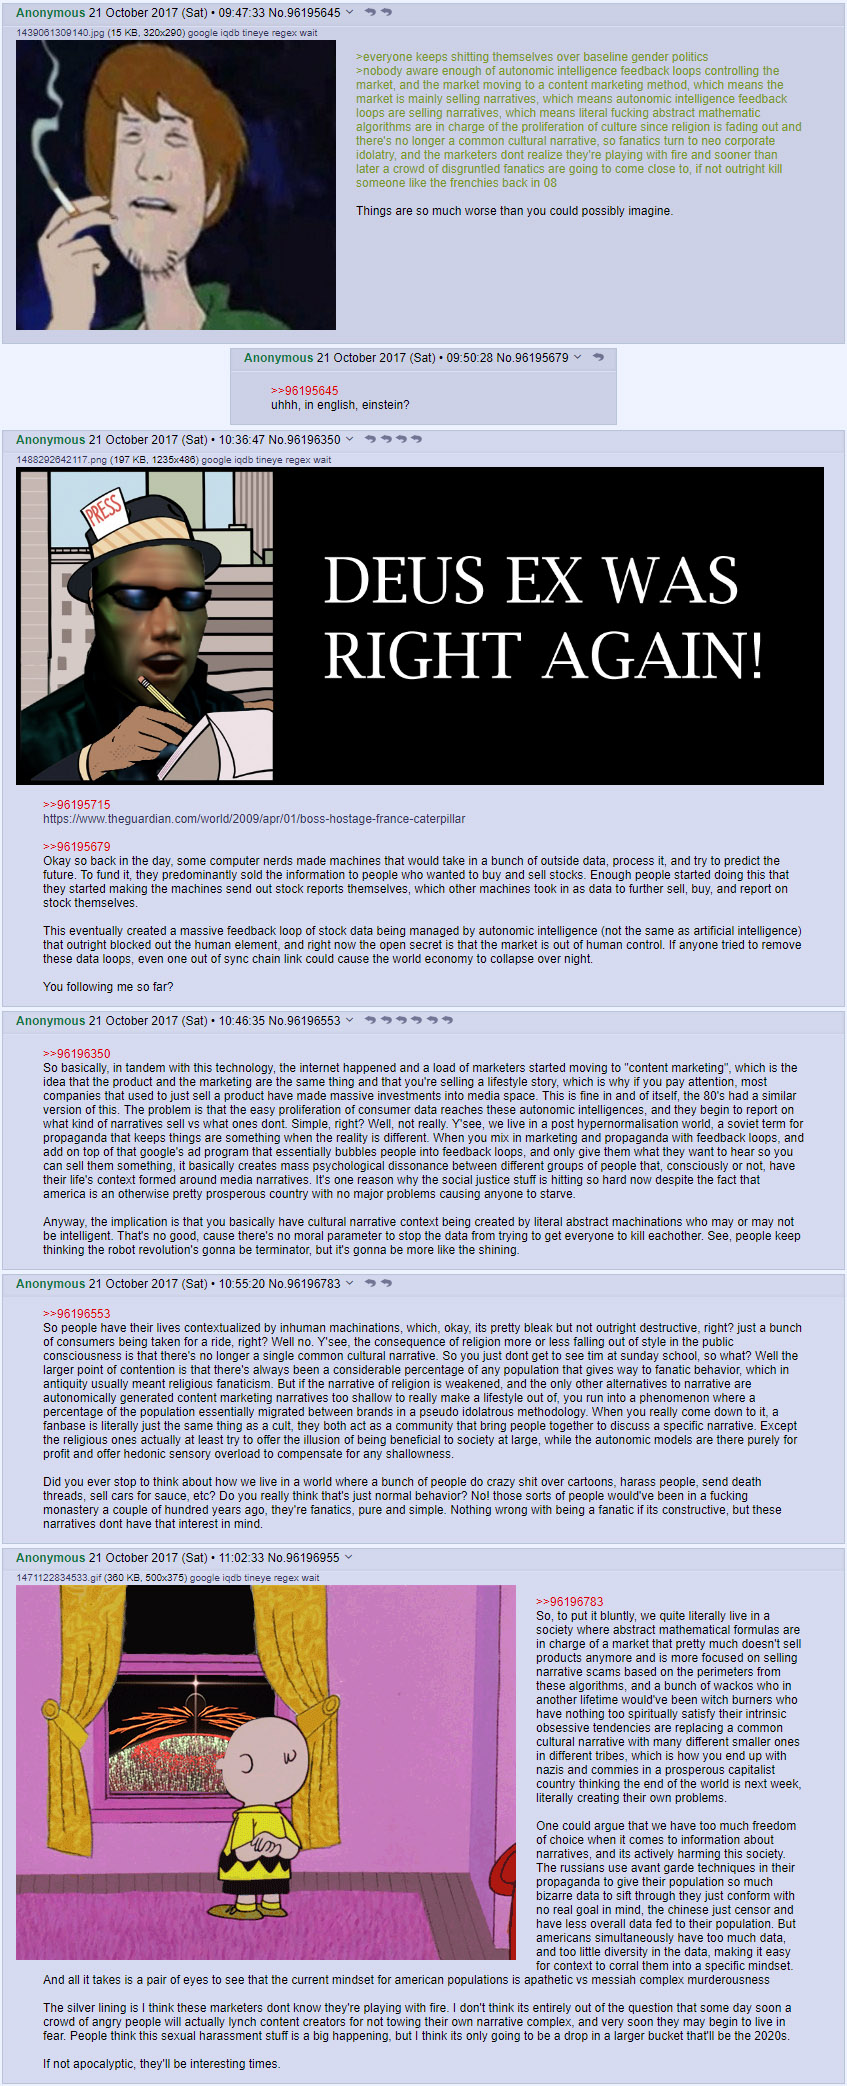 Anonymous 21 October 2017 (Sat) • 09:47:33 No.96195645
1439061309140.jpg (15 KB, 320x290) google iqdb tineye regex wait
>everyone keeps shitting themselves over baseline gender politics
>nobody aware enough of autonomic intelligence feedback loops controlling the
market, and the market moving to a content marketing method, which means the
market is mainly selling narratives, which means autonomic intelligence feedback
loops are selling narratives, which means literal fucking abstract mathematic
algorithms are in charge of the proliferation of culture since religion is fading out and
there's no longer a common cultural narrative, so fanatics turn to neo corporate
idolatry, and the marketers dont realize they're playing with fire and sooner than
later a crowd of disgruntled fanatics are going to come close to, if not outright kill
someone like the frenchies back in 08
Things are so much worse than you could possibly imagine.
Anonymous 21 October 2017 (Sat) • 09:50:28 No.96195679
>>96195645
uhhh, in english, einstein?
Anonymous 21 October 2017 (Sat) • 10:36:47 No.96196350
1488292642117.png (197 KB, 1235x486) google iqdb tineye regex wait
PRESS
DEUS EX WAS
RIGHT AGAIN!
>>96195715
https://www.theguardian.com/world/2009/apr/01/boss-hostage-france-caterpillar
>>96195679
Okay so back in the day, some computer nerds made machines that would take in a bunch of outside data, process it, and try to predict the
future. To fund it, they predominantly sold the information to people who wanted to buy and sell stocks. Enough people started doing this that
they started making the machines send out stock reports themselves, which other machines took in as data to further sell, buy, and report on
stock themselves.
This eventually created a massive feedback loop of stock data being managed by autonomic intelligence (not the same as artificial intelligence)
that outright blocked out the human element, and right now the open secret is that the market is out of human control. If anyone tried to remove
these data loops, even one out of sync chain link could cause the world economy to collapse over night.
You following me so far?
Anonymous 21 October 2017 (Sat) • 10:46:35 No.96196553
>>96196350
So basically, in tandem with this technology, the internet happened and a load of marketers started moving to "content marketing", which is the
idea that the product and the marketing are the same thing and that you're selling a lifestyle story, which is why if you pay attention, most
companies that used to just sell a product have made massive investments into media space. This is fine in and of itself, the 80's had a similar
version of this. The problem is that the easy proliferation of consumer data reaches these autonomic intelligences, and they begin to report on
what kind of narratives sell vs what ones dont. Simple, right? Well, not really. Y'see, we live in a post hypernormalisation world, a soviet term for
propaganda that keeps things are something when the reality is different. When you mix in marketing and propaganda with feedback loops, and
add on top of that google's ad program that essentially bubbles people into feedback loops, and only give them what they want to hear so you
can sell them something, it basically creates mass psychological dissonance between different groups of people that, consciously or not, have
their life's context formed around media narratives. It's one reason why the social justice stuff is hitting so hard now despite the fact that
america is an otherwise pretty prosperous country with no major problems causing anyone to starve.
Anyway, the implication is that you basically have cultural narrative context being created by literal abstract machinations who may or may not
be intelligent. That's no good, cause there's no moral parameter to stop the data from trying to get everyone to kill eachother. See, people keep
thinking the robot revolution's gonna be terminator, but it's gonna be more like the shining.
Anonymous 21 October 2017 (Sat) • 10:55:20 No.96196783
>>96196553
So people have their lives contextualized by inhuman machinations, which, okay, its pretty bleak but not outright destructive, right? just a bunch
of consumers being taken for a ride, right? Well no. Y'see, the consequence of religion more or less falling out of style in the public
consciousness is that there's no longer a single common cultural narrative. So you just dont get to see tim at sunday school, so what? Well the
larger point of contention is that there's always been a considerable percentage of any population that gives way to fanatic behavior, which in
antiquity usually meant religious fanaticism. But if the narrative of religion is weakened, and the only other alternatives to narrative are
autonomically generated content marketing narratives too shallow to really make a lifestyle out of, you run into a phenomenon where a
percentage of the population essentially migrated between brands in a pseudo idolatrous methodology. When you really come down to it, a
fanbase is literally just the same thing as a cult, they both act as a community that bring people together to discuss a specific narrative. Except
the religious ones actually at least try to offer the illusion of being beneficial to society at large, while the autonomic models are there purely for
profit and offer hedonic sensory overload to compensate for any shallowness.
Did you ever stop to think about how we live in a world where a bunch of people do crazy shit over cartoons, harass people, send death
threads, sell cars for sauce, etc? Do you really think that's just normal behavior? No! those sorts of people would've been in a fucking
monastery a couple of hundred years ago, they're fanatics, pure and simple. Nothing wrong with being a fanatic if its constructive, but these
narratives dont have that interest in mind.
Anonymous 21 October 2017 (Sat) • 11:02:33 No.96196955
1471122834533.gif (360 KB, 500x375) google iqdb tineye regex wait
>>96196783
So, to put it bluntly, we quite literally live in a
society where abstract mathematical formulas are
in charge of a market that pretty much doesn't sell
products anymore and is more focused on selling
narrative scams based on the perimeters from
these algorithms, and a bunch of wackos who in
another lifetime would've been witch burners who
have nothing too spiritually satisfy their intrinsic
obsessive tendencies are replacing a common
cultural narrative with many different smaller ones
in different tribes, which is how you end up with
nazis and commies in a prosperous capitalist
country thinking the end of the world is next week,
literally creating their own problems.
One could argue that we have too much freedom
of choice when it comes to information about
narratives, and its actively harming this society.
The russians use avant garde techniques in their
propaganda to give their population so much
bizarre data to sift through they just conform with
no real goal in mind, the chinese just censor and
have less overall data fed to their population. But
americans simultaneously have too much data,
and too little diversity in the data, making it easy
for context to corral them into a specific mindset.
And all it takes is a pair of eyes to see that the current mindset for american populations is apathetic vs messiah complex murderousness
The silver lining is I think these marketers dont know they're playing with fire. I don't think its entirely out of the question that some day soon a
crowd of angry people will actually lynch content creators for not towing their own narrative complex, and very soon they may begin to live in
fear. People think this sexual harassment stuff is a big happening, but I think its only going to be a drop in a larger bucket that'll be the 2020s.
If not apocalyptic, they'll be interesting times.